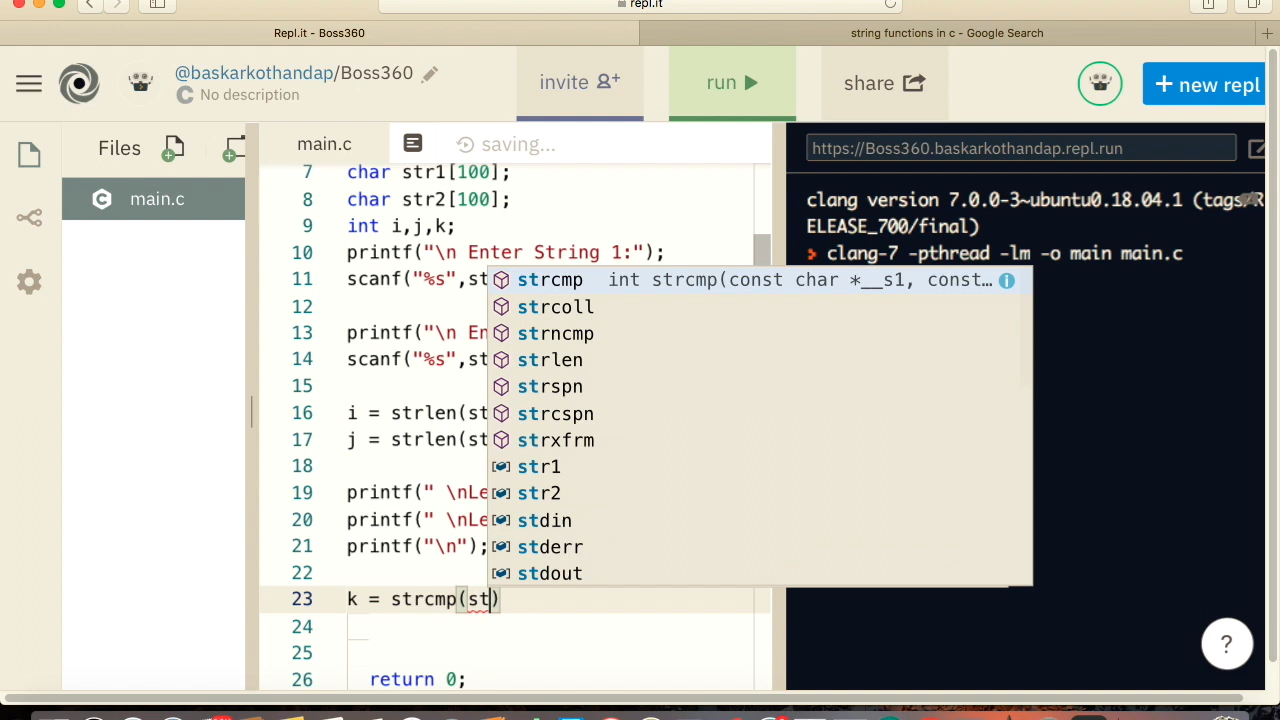 repl.it
Repl.it - Boss360
string functions in c - Google Search
@baskarkothandap/Boss360
No description
invite
run
share
+ new repl
Files
main.c
main.c
saving...
7 char str1[100];
8 char str2[100];
9 int i,j,k;
10 printf("\n Enter String 1:");
11 scanf("%s",st
12
13 printf("\n En
14 scanf("%s",st
15
16 i = strlen(st
17 j = strlen(st
18
19 printf(" \nLe
20 printf(" \nLe
21 printf("\n");
22
23 k = strcmp(st)
24
25
26 return 0;
strcmp int strcmp(const char *__s1, const…
strcoll
strncmp
strlen
strspn
strcspn
strxfrm
str1
str2
stdin
stderr
stdout
https://Boss360.baskarkothandap.repl.run
clang version 7.0.0-3~ubuntu0.18.04.1 (tags/R
ELEASE_700/final)
clang-7 -pthread -lm -o main main.c
?